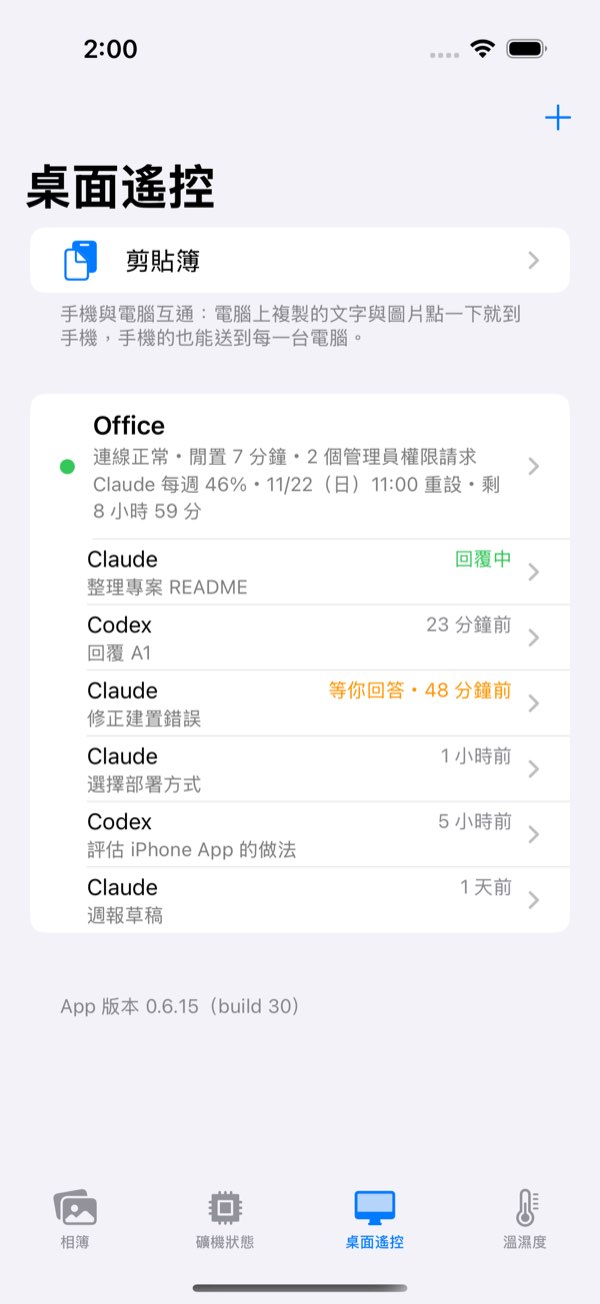 2:00
桌面遙控
剪貼簿
手機與電腦互通：電腦上複製的文字與圖片點一下就到
手機，手機的也能送到每一台電腦。
Office
連線正常・閒置 7 分鐘・2 個管理員權限請求
Claude 每週 46%・11/22（日）11:00 重設・剩
8 小時 59 分
Claude 回覆中
整理專案 README
Codex 23 分鐘前
回覆 A1
Claude 等你回答・48 分鐘前
修正建置錯誤
Claude 1 小時前
選擇部署方式
Codex 5 小時前
評估 iPhone App 的做法
Claude 1 天前
週報草稿
App 版本 0.6.15（build 30）
相簿 礦機狀態 桌面遙控 溫濕度